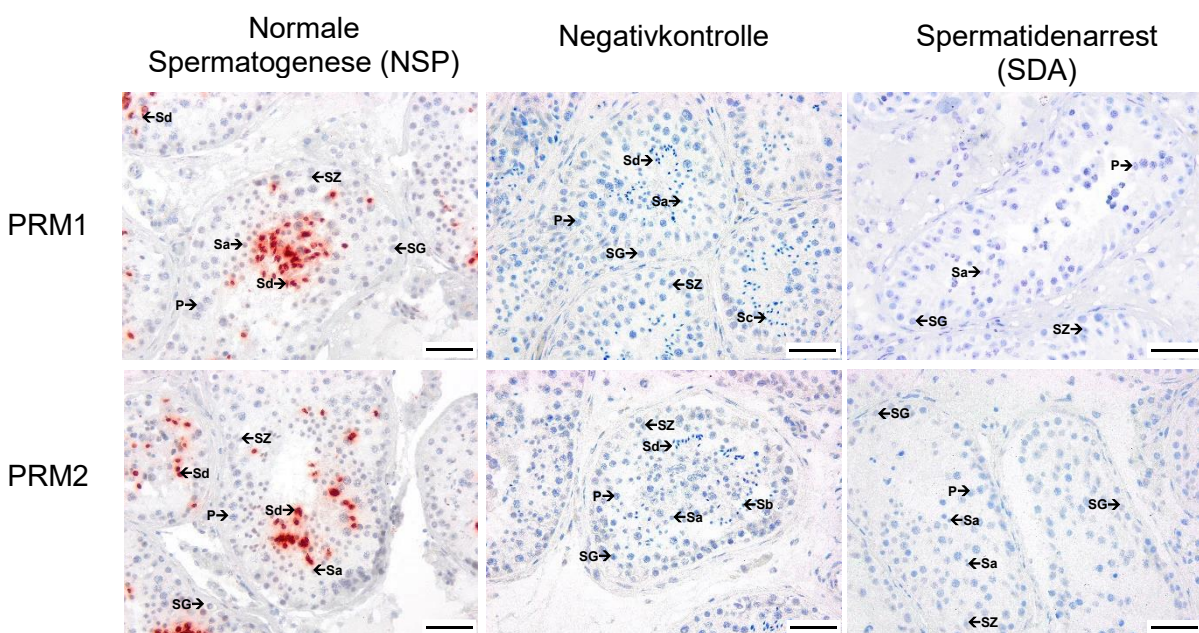 Normale
Spermatogenese (NSP)
Negativkontrolle
Spermatidenarrest
(SDA)
PRM1
←Sd
←SZ
Sa→
←SG
Sd→
P→
Sd→
Sa→
P→
SG→
←SZ
Sc→
P→
Sa→
←SG
SZ→
PRM2
←SZ
←Sd
Sd→
P→
←Sa
SG→
←SZ
Sd→
P→
←Sb
←Sa
SG→
←SG
P→
SG→
←Sa
←Sa
←SZ